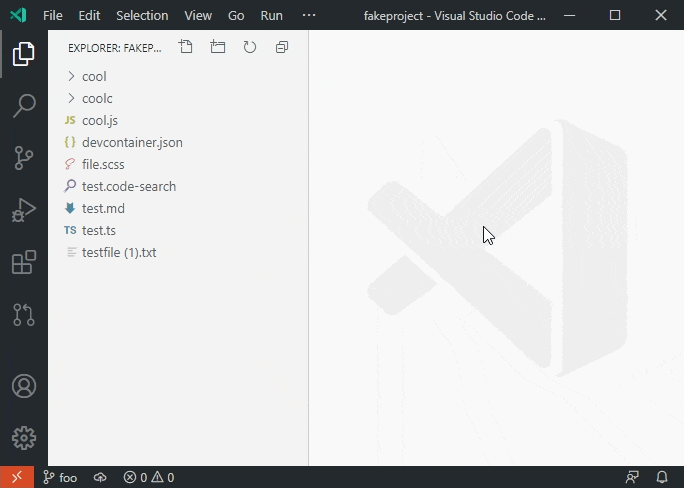 File Edit Selection View Go Run ··· fakeproject - Visual Studio Code ...
EXPLORER: FAKEP...
cool
coolc
JS cool.js
{} devcontainer.json
file.scss
test.code-search
test.md
TS test.ts
testfile (1).txt
foo 0 0